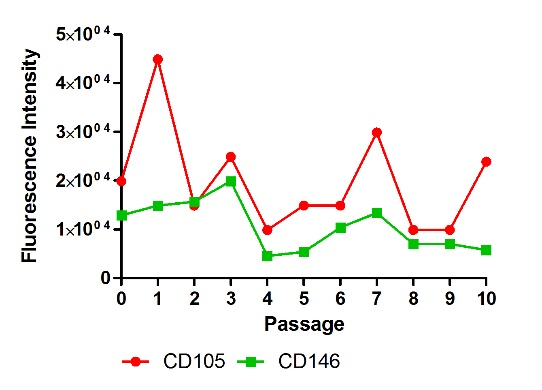 Fluorescence Intensity
5×10⁰⁴
4×10⁰⁴
3×10⁰⁴
2×10⁰⁴
1×10⁰⁴
0
0 1 2 3 4 5 6 7 8 9 10
Passage
CD105 CD146